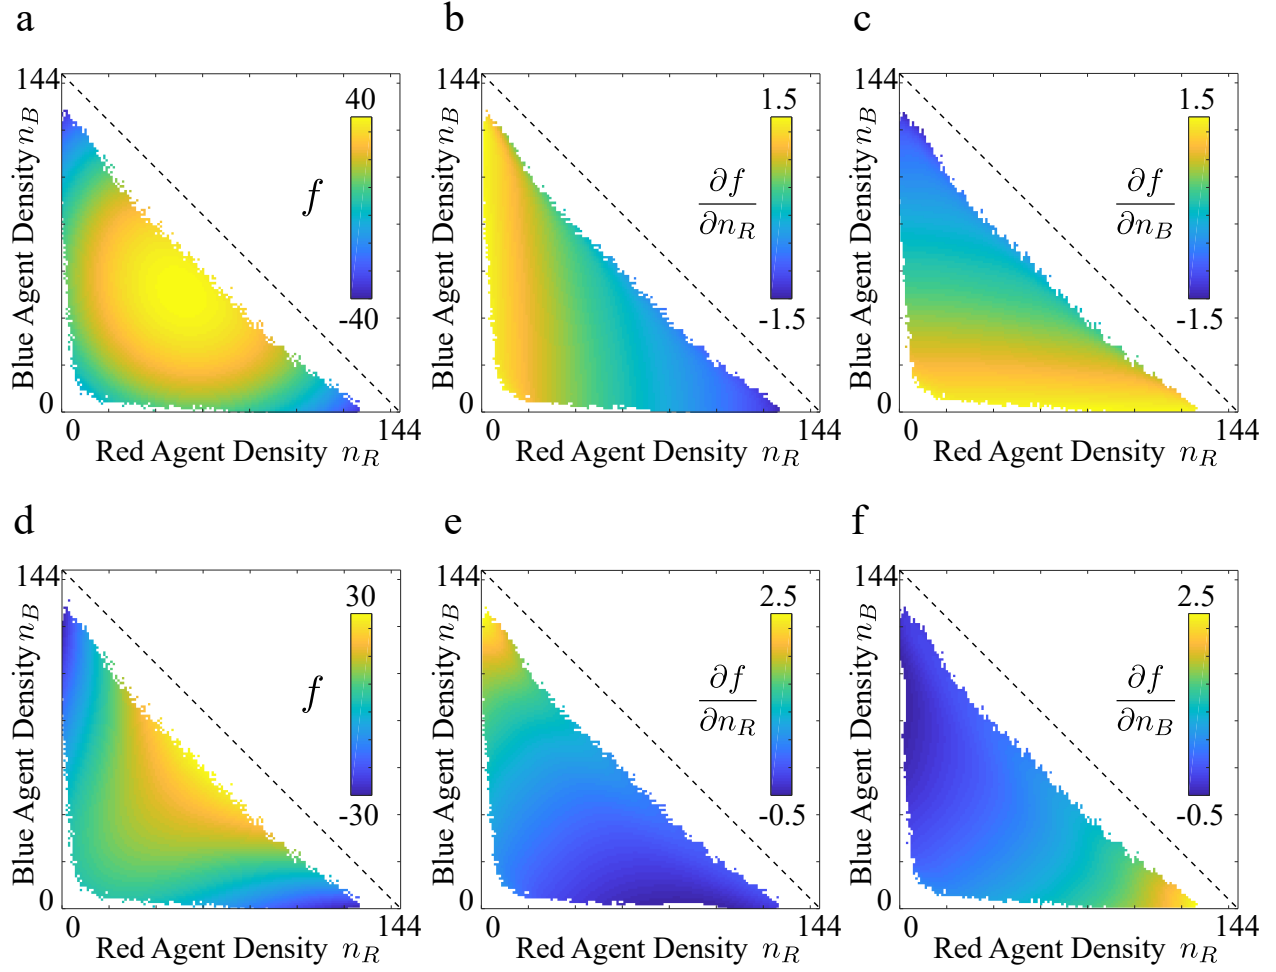 a
144
40
f
-40
0
Blue Agent Density n_B
0
144
Red Agent Density n_R
b
144
1.5
∂f
∂n_R
-1.5
0
Blue Agent Density n_B
0
144
Red Agent Density n_R
c
144
1.5
∂f
∂n_B
-1.5
0
Blue Agent Density n_B
0
144
Red Agent Density n_R
d
144
30
f
-30
0
Blue Agent Density n_B
0
144
Red Agent Density n_R
e
144
2.5
∂f
∂n_R
-0.5
0
Blue Agent Density n_B
0
144
Red Agent Density n_R
f
144
2.5
∂f
∂n_B
-0.5
0
Blue Agent Density n_B
0
144
Red Agent Density n_R